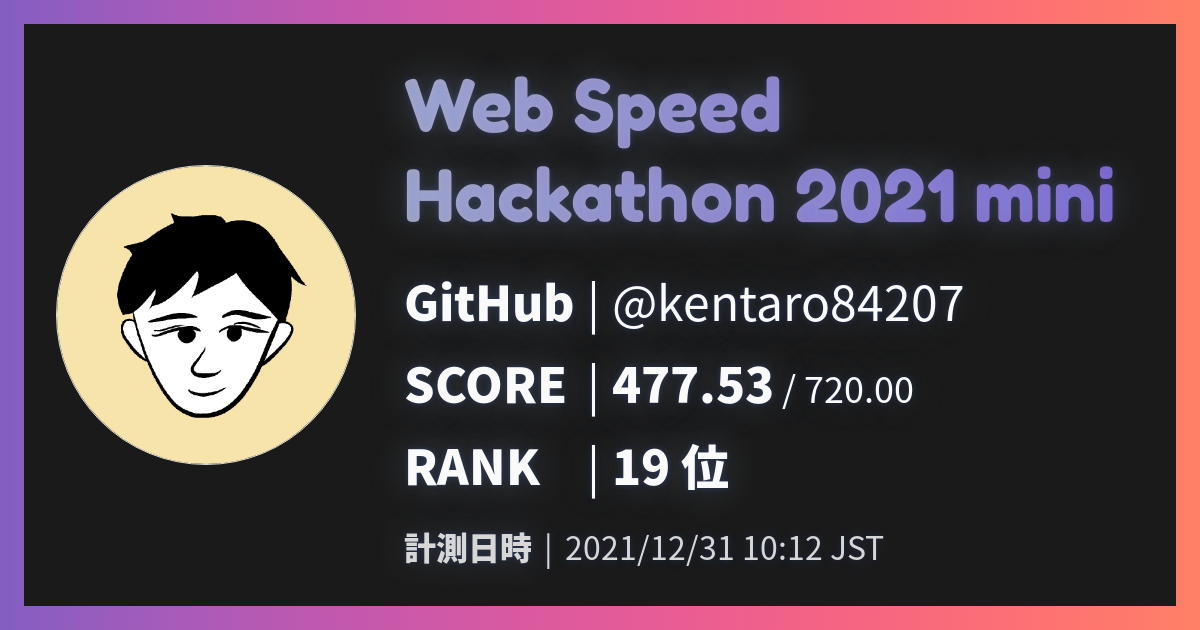 Web Speed
Hackathon 2021 mini
GitHub | @kentaro84207
SCORE | 477.53 / 720.00
RANK | 19 位
計測日時 | 2021/12/31 10:12 JST